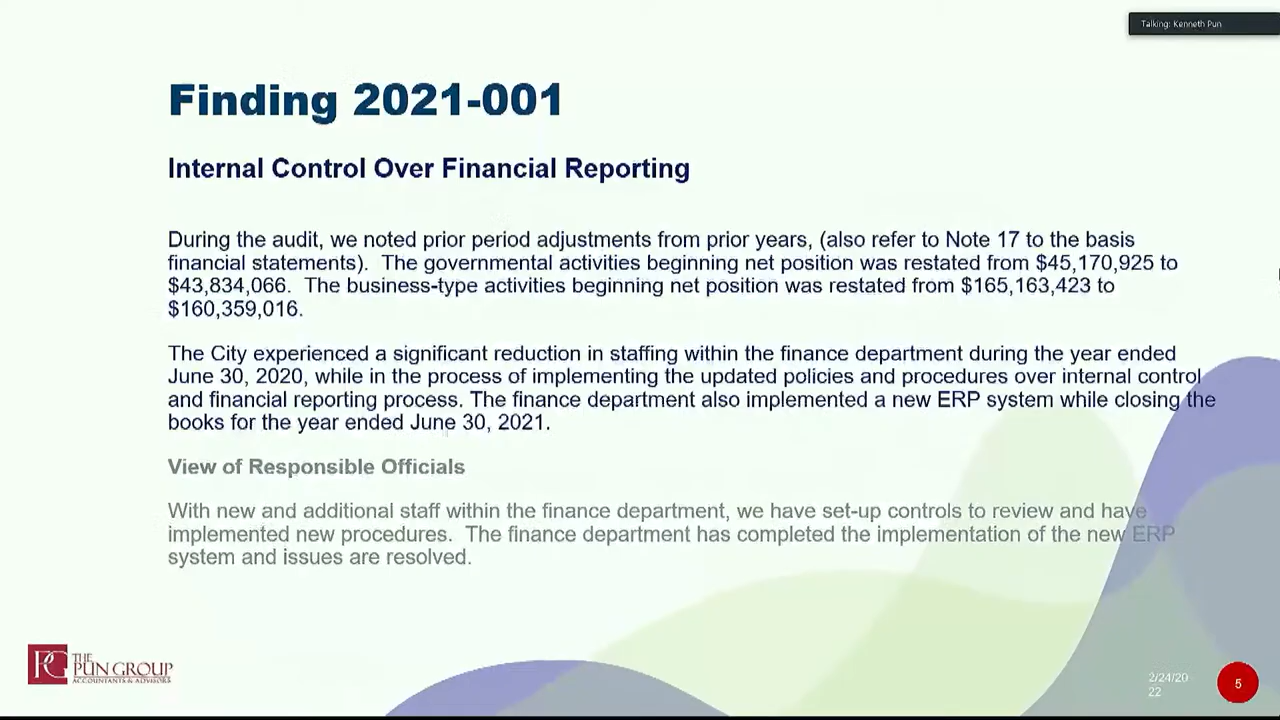 Talking: Kenneth Pun
Finding 2021-001
Internal Control Over Financial Reporting
During the audit, we noted prior period adjustments from prior years, (also refer to Note 17 to the basis
financial statements).  The governmental activities beginning net position was restated from $45,170,925 to
$43,834,066.  The business-type activities beginning net position was restated from $165,163,423 to
$160,359,016.
The City experienced a significant reduction in staffing within the finance department during the year ended
June 30, 2020, while in the process of implementing the updated policies and procedures over internal control
and financial reporting process. The finance department also implemented a new ERP system while closing the
books for the year ended June 30, 2021.
View of Responsible Officials
With new and additional staff within the finance department, we have set-up controls to review and have
implemented new procedures.  The finance department has completed the implementation of the new ERP
system and issues are resolved.
PG
THE
PUN GROUP
ACCOUNTANTS & ADVISORS
2/24/20
22
5